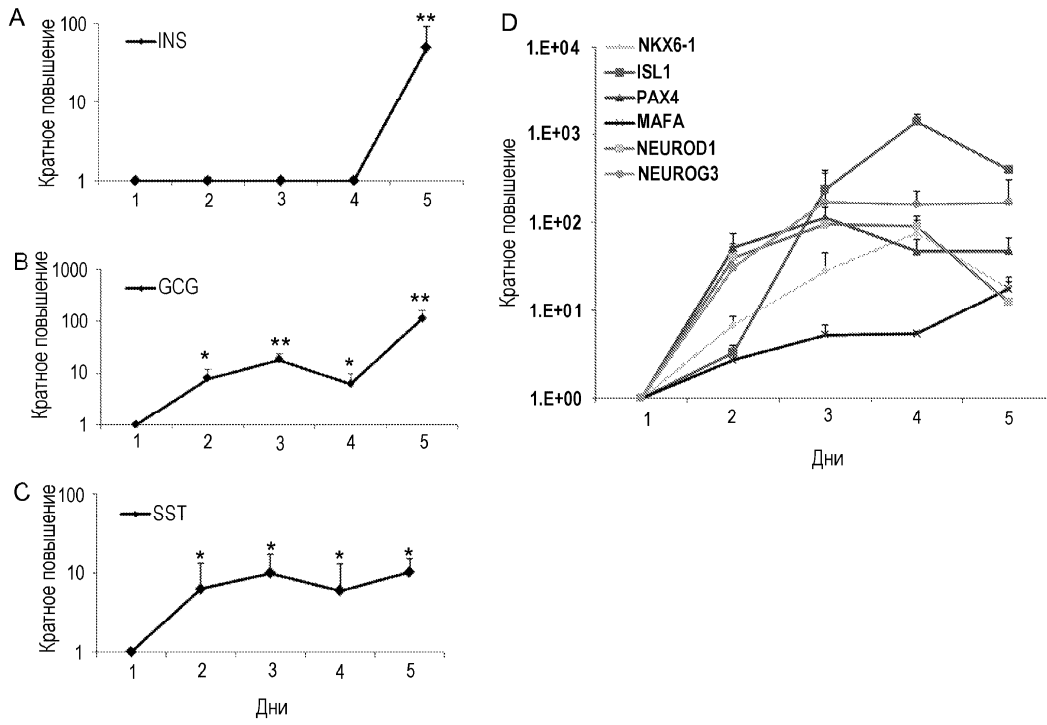 A
Кратное повышение
100
10
1
INS
**
1 2 3 4 5
B
Кратное повышение
1000
100
10
1
GCG
* ** * **
1 2 3 4 5
C
Кратное повышение
100
10
1
SST
* * * *
1 2 3 4 5
Дни
D
Кратное повышение
1.E+04
1.E+03
1.E+02
1.E+01
1.E+00
NKX6-1
ISL1
PAX4
MAFA
NEUROD1
NEUROG3
1 2 3 4 5
Дни